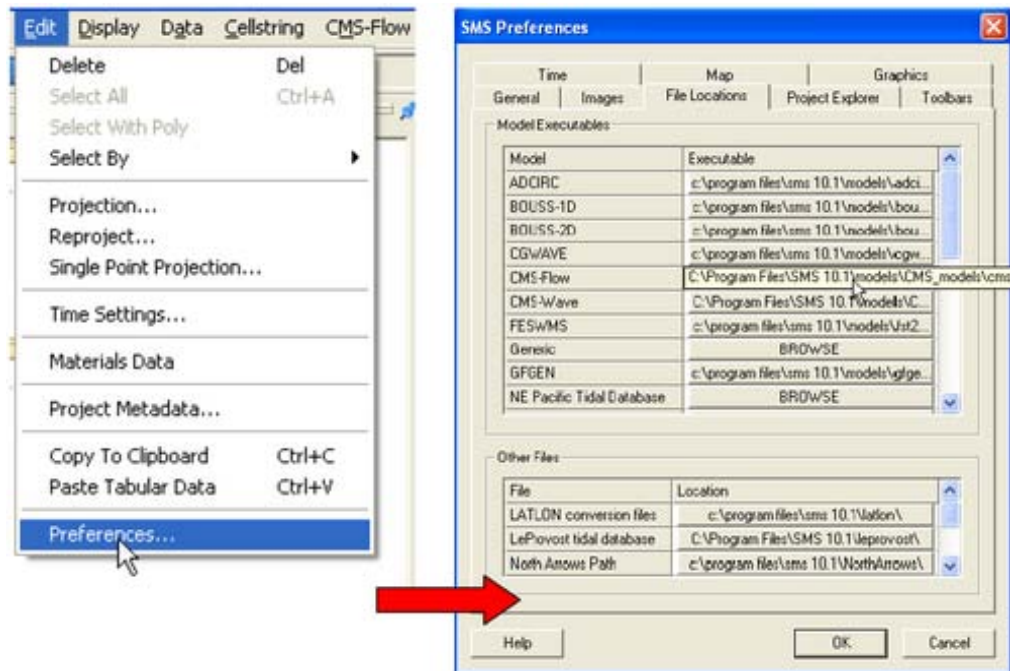 Edit Display Data Cellstring CMS-Flow
Delete Del
Select All Ctrl+A
Select With Poly
Select By
Projection...
Reproject...
Single Point Projection...
Time Settings...
Materials Data
Project Metadata...
Copy To Clipboard Ctrl+C
Paste Tabular Data Ctrl+V
Preferences...
SMS Preferences
Time Map Graphics
General Images File Locations Project Explorer Toolbars
Model Executables
Model Executable
ADCIRC c:\program files\sms 10.1\models\adci...
BOUSS-1D c:\program files\sms 10.1\models\bou...
BOUSS-2D c:\program files\sms 10.1\models\bou...
CGWAVE c:\program files\sms 10.1\models\cgw...
CMS-Flow C:\Program Files\SMS 10.1\models\CMS_models\cms
CMS-Wave C:\Program Files\SMS 10.1\models\C...
FESWMS c:\program files\sms 10.1\models\fst2...
Generic BROWSE
GFGEN c:\program files\sms 10.1\models\gfge...
NE Pacific Tidal Database BROWSE
Other Files
File Location
LATLON conversion files c:\program files\sms 10.1\latlon\
LeProvost tidal database C:\Program Files\SMS 10.1\leprovost\
North Arrows Path c:\program files\sms 10.1\NorthArrows\
Help OK Cancel